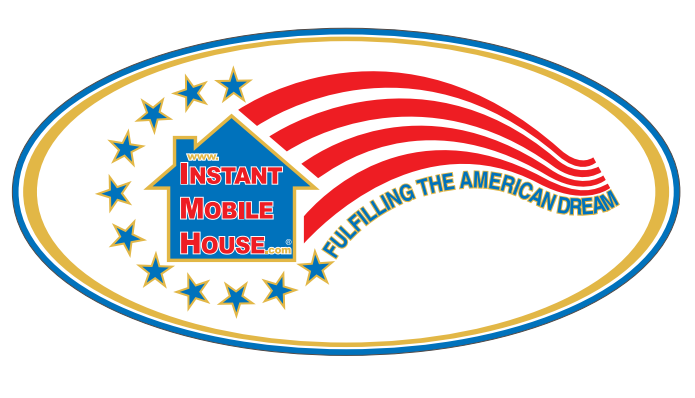 www.
INSTANT
MOBILE
HOUSE®
.com
FULFILLING THE AMERICAN DREAM